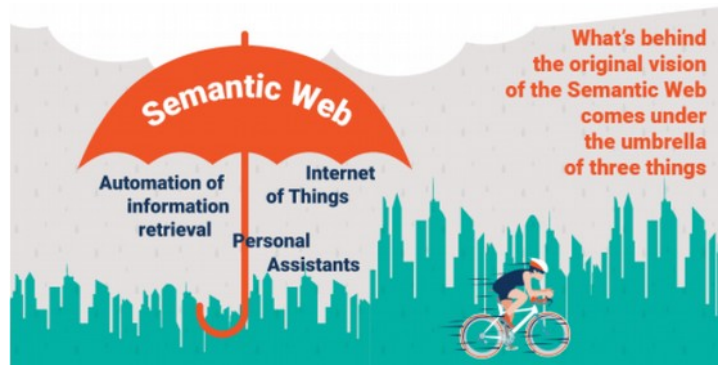 Semantic Web
Automation of
information
retrieval
Internet
of Things
Personal
Assistants
What's behind
the original vision
of the Semantic Web
comes under
the umbrella
of three things